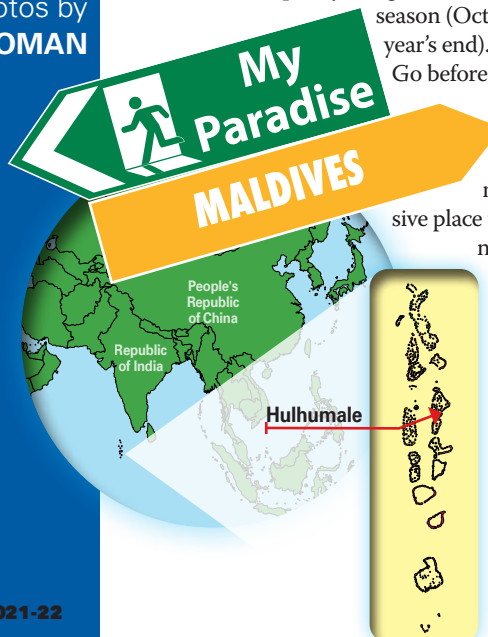 by
OMAN
season (Oct
year's end).
Go before
sive place
My
Paradise
MALDIVES
People's
Republic
of China
Republic
of India
Hulhumale
021-22